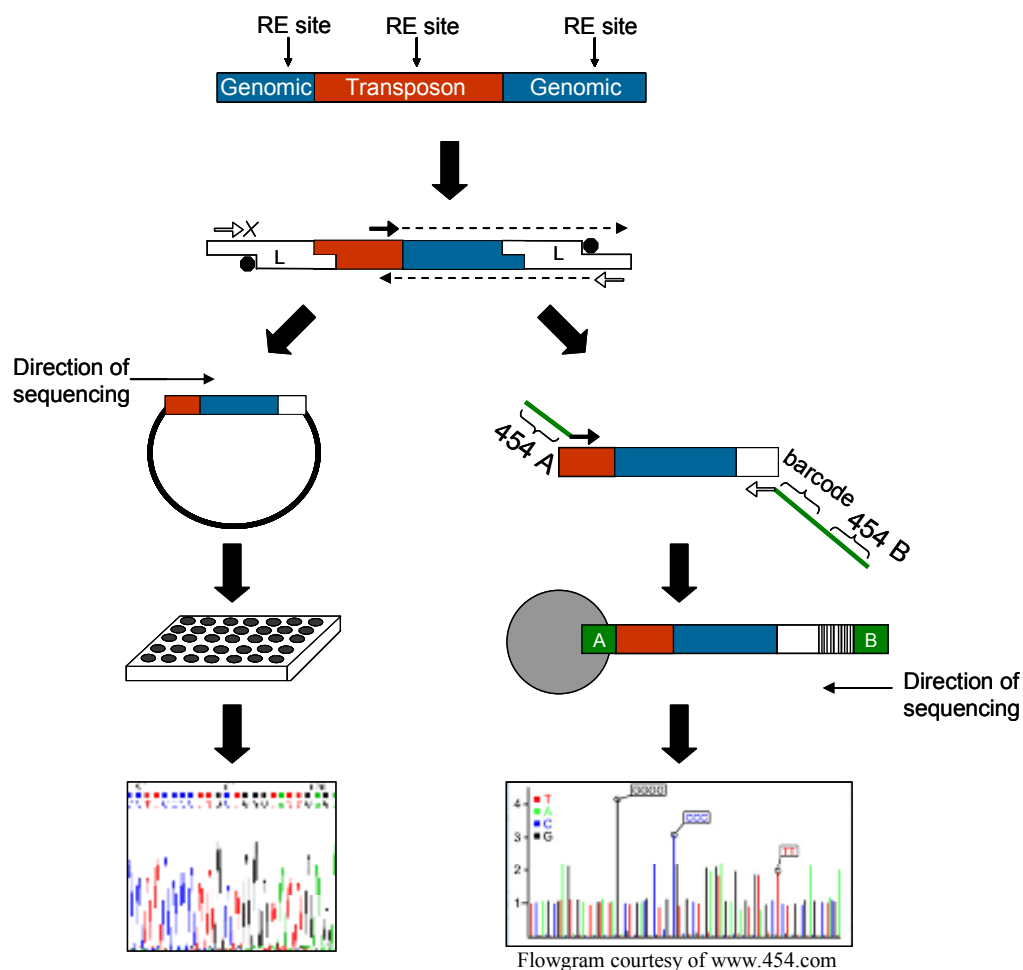 RE site RE site RE site
Genomic Transposon Genomic
X
L L
Direction of
sequencing
454 A
barcode
454 B
A B
Direction of
sequencing
GGGG
4
T
A
CCC
3
C
G
TT
2
1
Flowgram courtesy of www.454.com